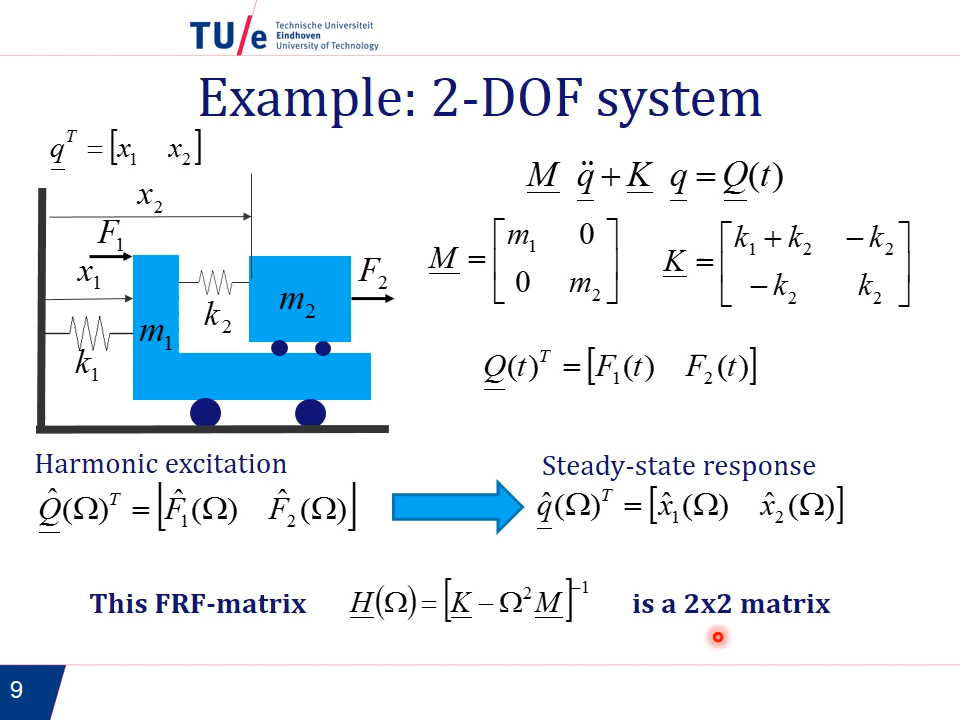 TU/e Technische Universiteit
Eindhoven
University of Technology
Example: 2-DOF system
q^T = [x₁ x₂]
x₂
F₁
x₁
k₁
m₁
k₂
m₂
F₂
M q̈ + K q = Q(t)
M = [m₁ 0
0 m₂]
K = [k₁ + k₂ − k₂
− k₂ k₂]
Q(t)^T = [F₁(t) F₂(t)]
Harmonic excitation
Q̂(Ω)^T = [F̂₁(Ω) F̂₂(Ω)]
Steady-state response
q̂(Ω)^T = [x̂₁(Ω) x̂₂(Ω)]
This FRF-matrix H(Ω) = [K − Ω²M]⁻¹ is a 2x2 matrix
9